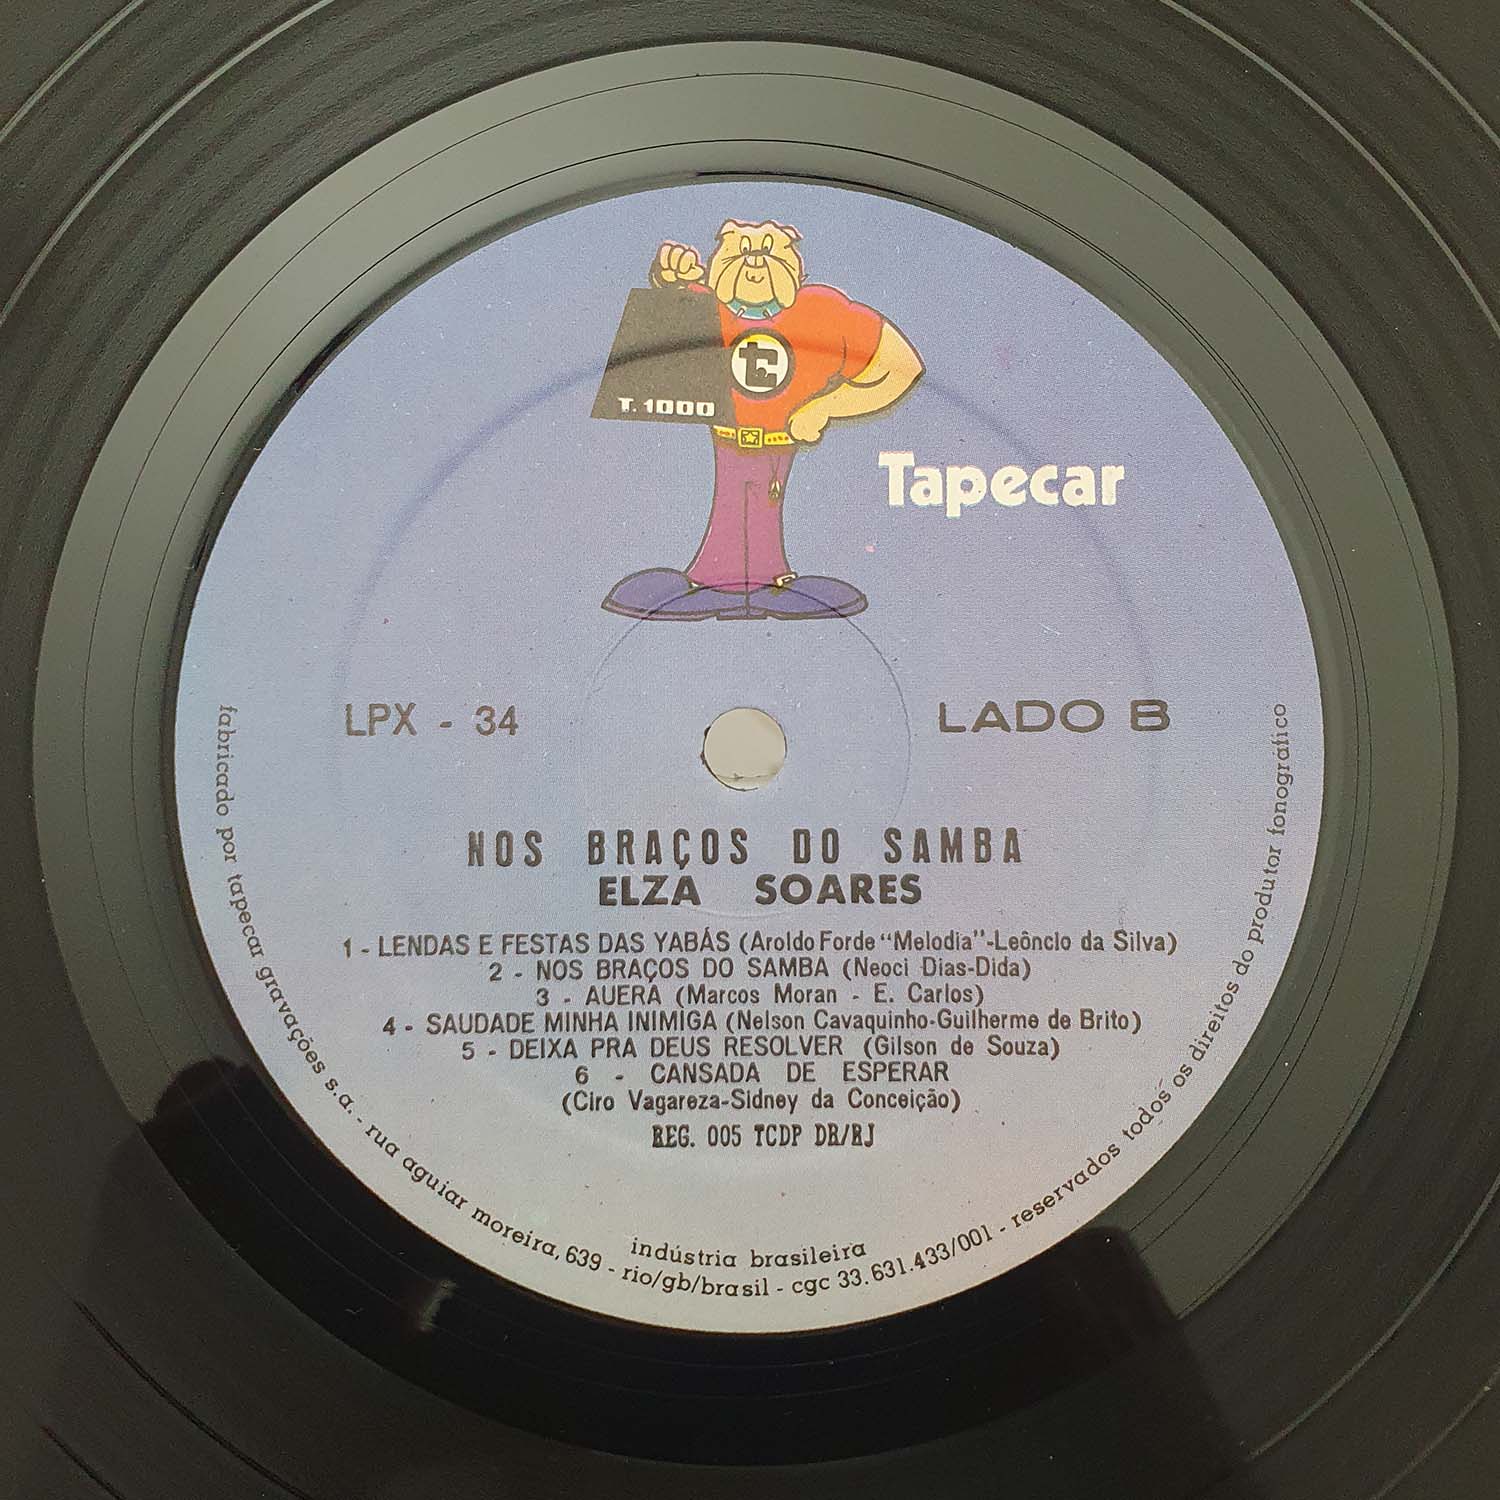 T.1000
Tapecar
LPX - 34
LADO B
NOS BRAÇOS DO SAMBA
ELZA SOARES
1 - LENDAS E FESTAS DAS YABÁS (Aroldo Forde "Melodia"-Leôncio da Silva)
2 - NOS BRAÇOS DO SAMBA (Neoci Dias-Dida)
3 - AUERA (Marcos Moran - E. Carlos)
4 - SAUDADE MINHA INIMIGA (Nelson Cavaquinho-Guilherme de Brito)
5 - DEIXA PRA DEUS RESOLVER (Gilson de Souza)
6 - CANSADA DE ESPERAR
(Ciro Vagareza-Sidney da Conceição)
REG. 005 TCDP DR/RJ
indústria brasileira
fabricado por tapecar gravações s.a. - rua aguiar moreira, 639 - rio/gb/brasil - cgc 33.631.433/001 - reservados todos os direitos do produtor fonográfico